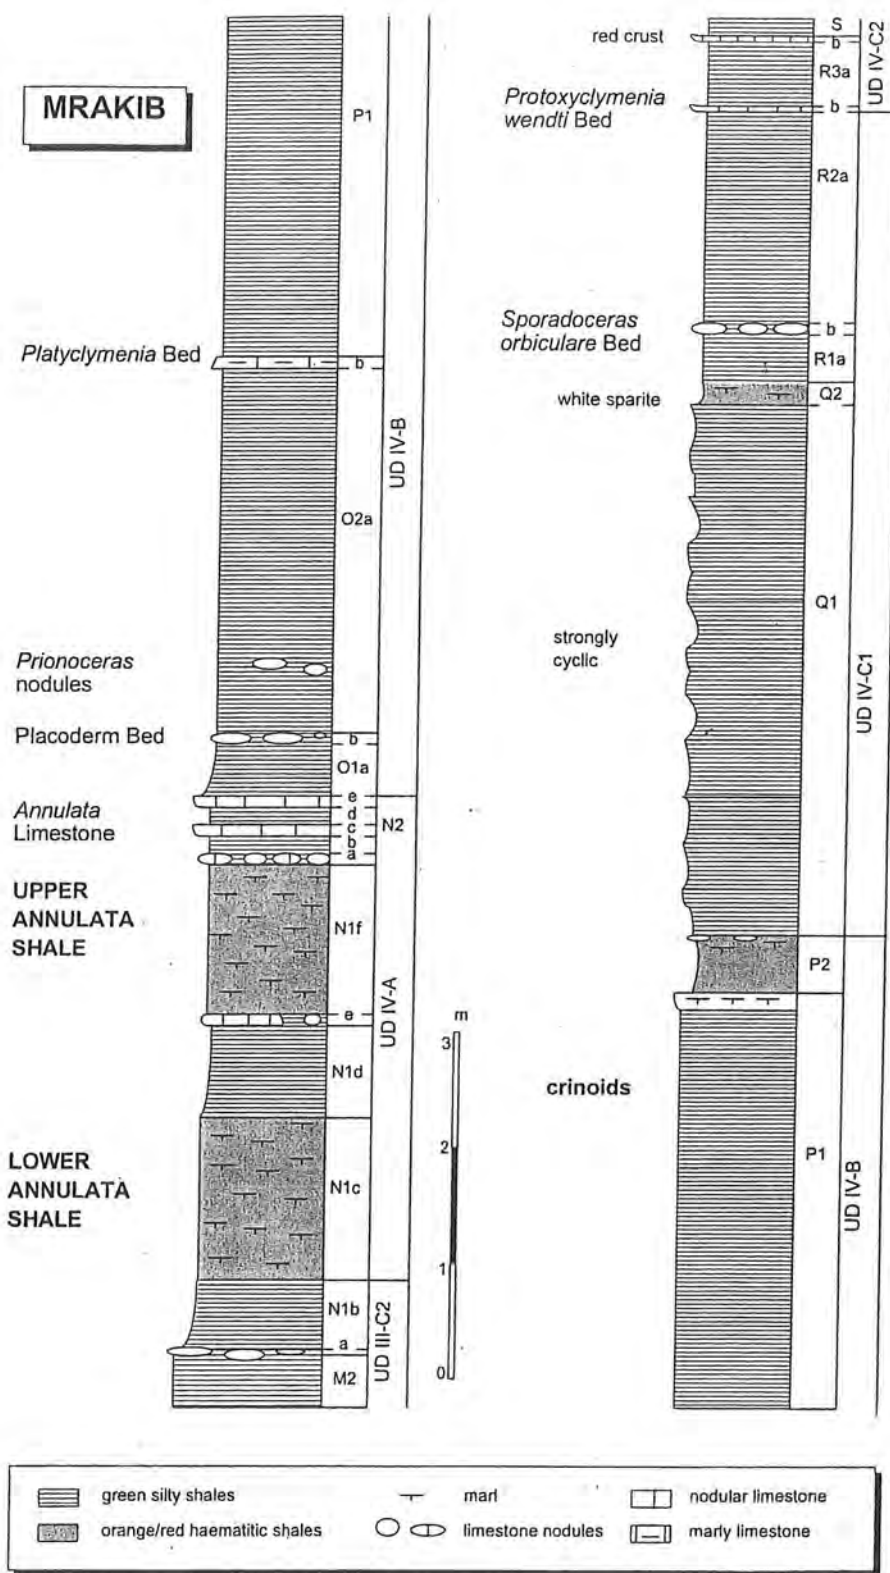 MRAKIB
P1
Platyclymenia Bed
b
UD IV-B
O2a
Prionoceras
nodules
Placoderm Bed
b
O1a
e
d
Annulata
Limestone
c
N2
b
a
UPPER
ANNULATA
SHALE
N1f
UD IV-A
e
N1d
LOWER
ANNULATA
SHALE
N1c
N1b
a
UD III-C2
M2
m
3
2
1
0
S
red crust
b
UD IV-C2
R3a
Protoxyclymenia
wendti Bed
b
R2a
Sporadoceras
orbiculare Bed
b
R1a
white sparite
Q2
Q1
strongly
cyclic
UD IV-C1
P2
crinoids
P1
UD IV-B
green silty shales
marl
nodular limestone
orange/red haematitic shales
limestone nodules
marly limestone